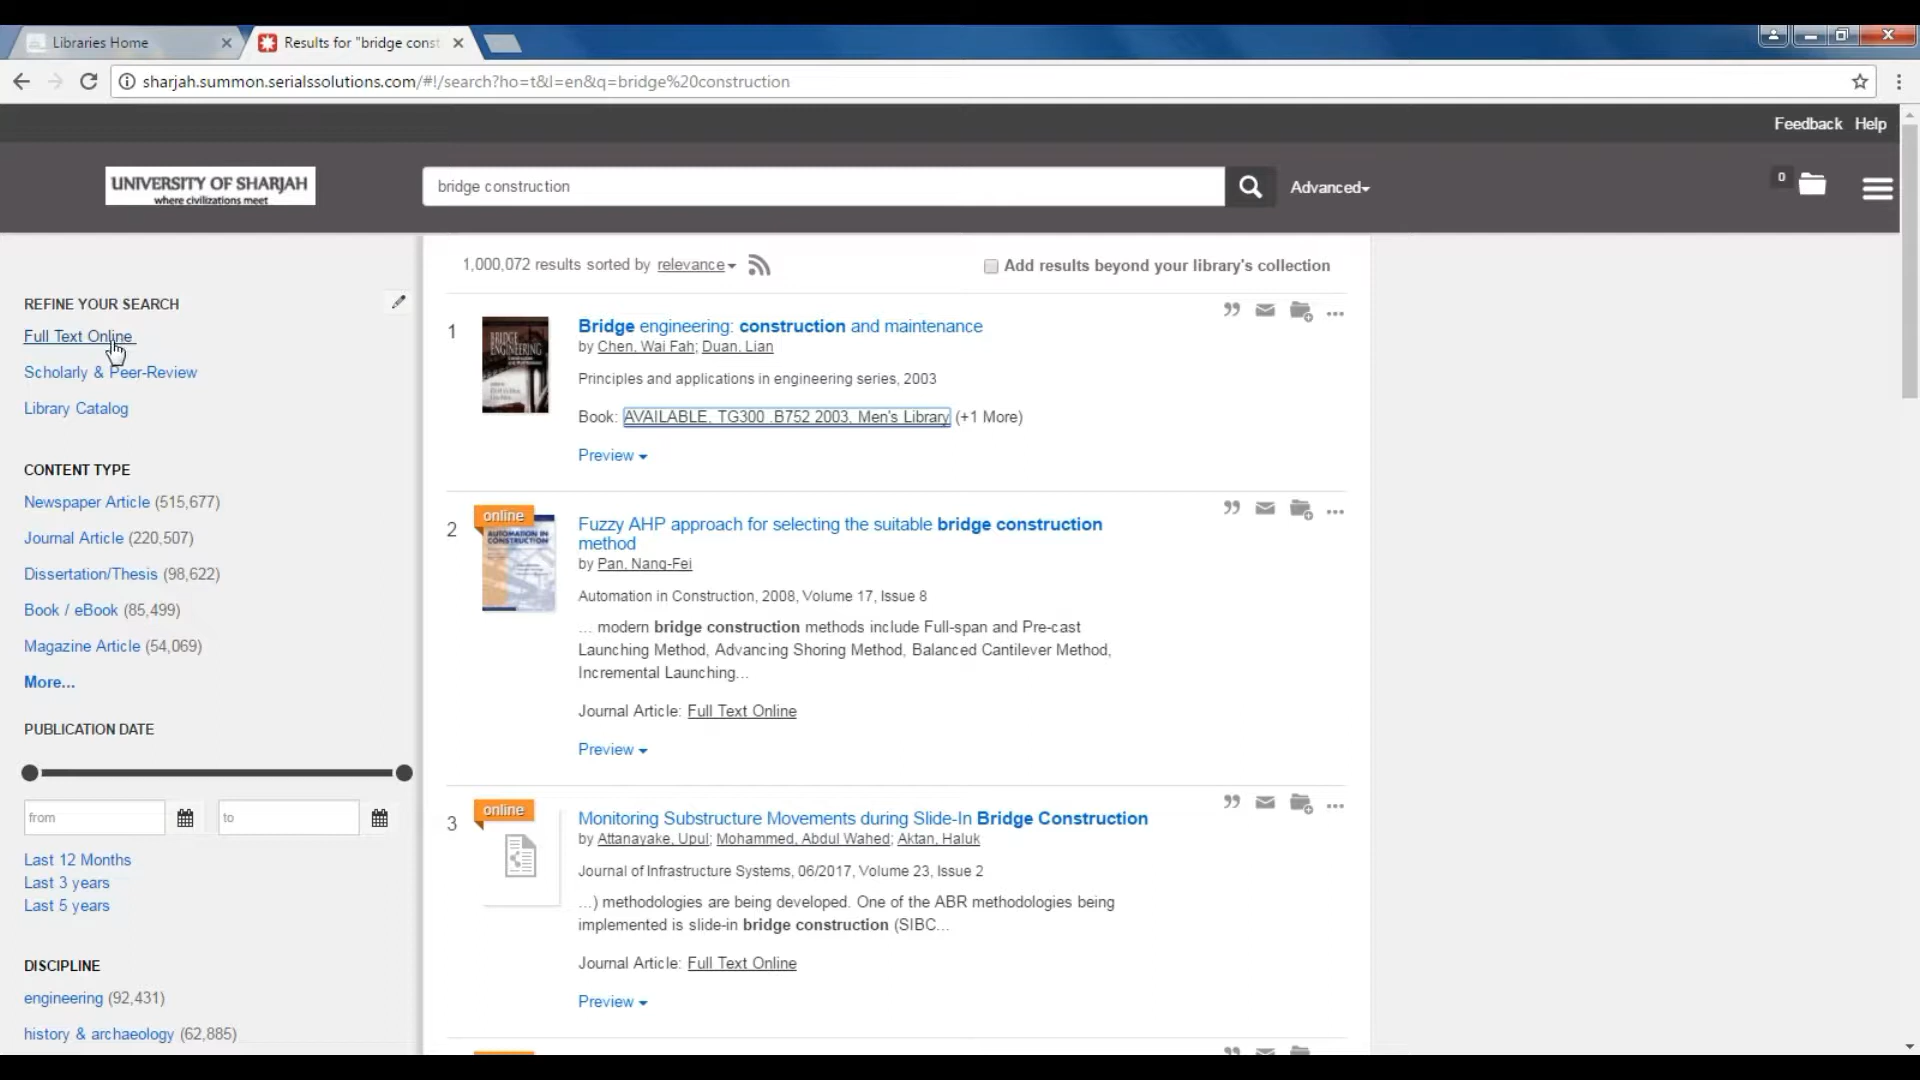 Libraries Home
Results for "bridge const
sharjah.summon.serialssolutions.com/#!/search?ho=t&l=en&q=bridge%20construction
Feedback Help
UNIVERSITY OF SHARJAH
where civilizations meet
bridge construction
Advanced
0
REFINE YOUR SEARCH
Full Text Online
Scholarly & Peer-Review
Library Catalog
CONTENT TYPE
Newspaper Article (515,677)
Journal Article (220,507)
Dissertation/Thesis (98,622)
Book / eBook (85,499)
Magazine Article (54,069)
More...
PUBLICATION DATE
from
to
Last 12 Months
Last 3 years
Last 5 years
DISCIPLINE
engineering (92,431)
history & archaeology (62,885)
1,000,072 results sorted by relevance
Add results beyond your library's collection
1
BRIDGE
ENGINEERING
Bridge engineering: construction and maintenance
by Chen, Wai Fah; Duan, Lian
Principles and applications in engineering series, 2003
Book: AVAILABLE, TG300 .B752 2003, Men's Library (+1 More)
Preview
2
online
AUTOMATION IN
CONSTRUCTION
Fuzzy AHP approach for selecting the suitable bridge construction
method
by Pan, Nang-Fei
Automation in Construction, 2008, Volume 17, Issue 8
... modern bridge construction methods include Full-span and Pre-cast
Launching Method, Advancing Shoring Method, Balanced Cantilever Method,
Incremental Launching...
Journal Article: Full Text Online
Preview
3
online
Monitoring Substructure Movements during Slide-In Bridge Construction
by Attanayake, Upul; Mohammed, Abdul Wahed; Aktan, Haluk
Journal of Infrastructure Systems, 06/2017, Volume 23, Issue 2
...) methodologies are being developed. One of the ABR methodologies being
implemented is slide-in bridge construction (SIBC...
Journal Article: Full Text Online
Preview